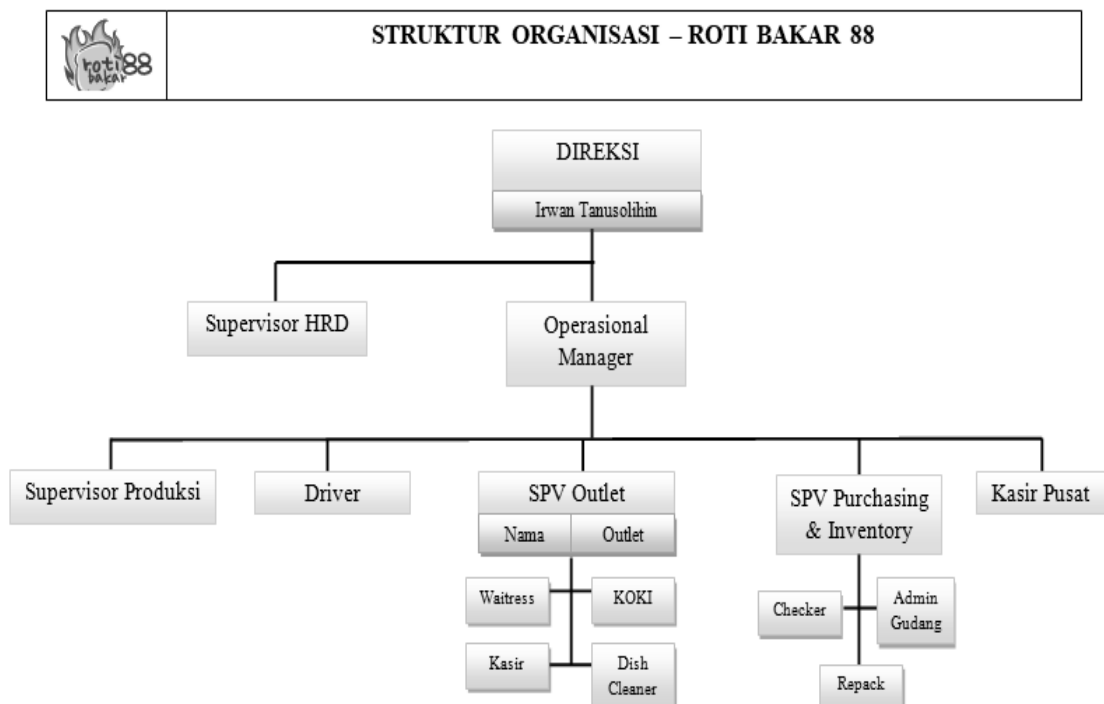 roti 88
bakar
STRUKTUR ORGANISASI – ROTI BAKAR 88
DIREKSI
Irwan Tanusolihin
Supervisor HRD
Operasional
Manager
Supervisor Produksi
Driver
SPV Outlet
Nama
Outlet
SPV Purchasing
& Inventory
Kasir Pusat
Waitress
KOKI
Checker
Admin
Gudang
Kasir
Dish
Cleaner
Repack